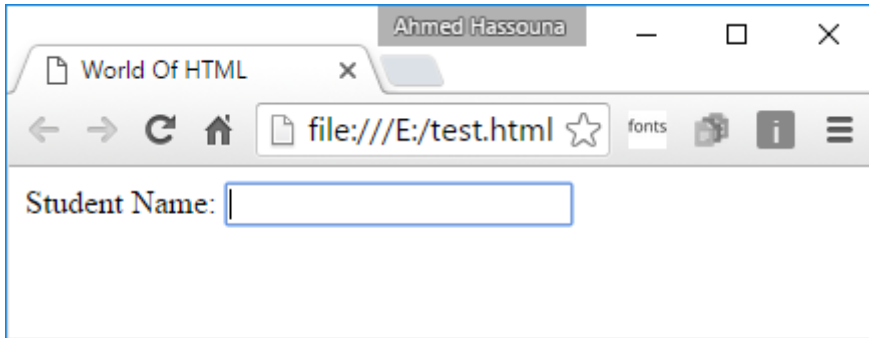 Ahmed Hassouna
World Of HTML
file:///E:/test.html
fonts
i
Student Name: